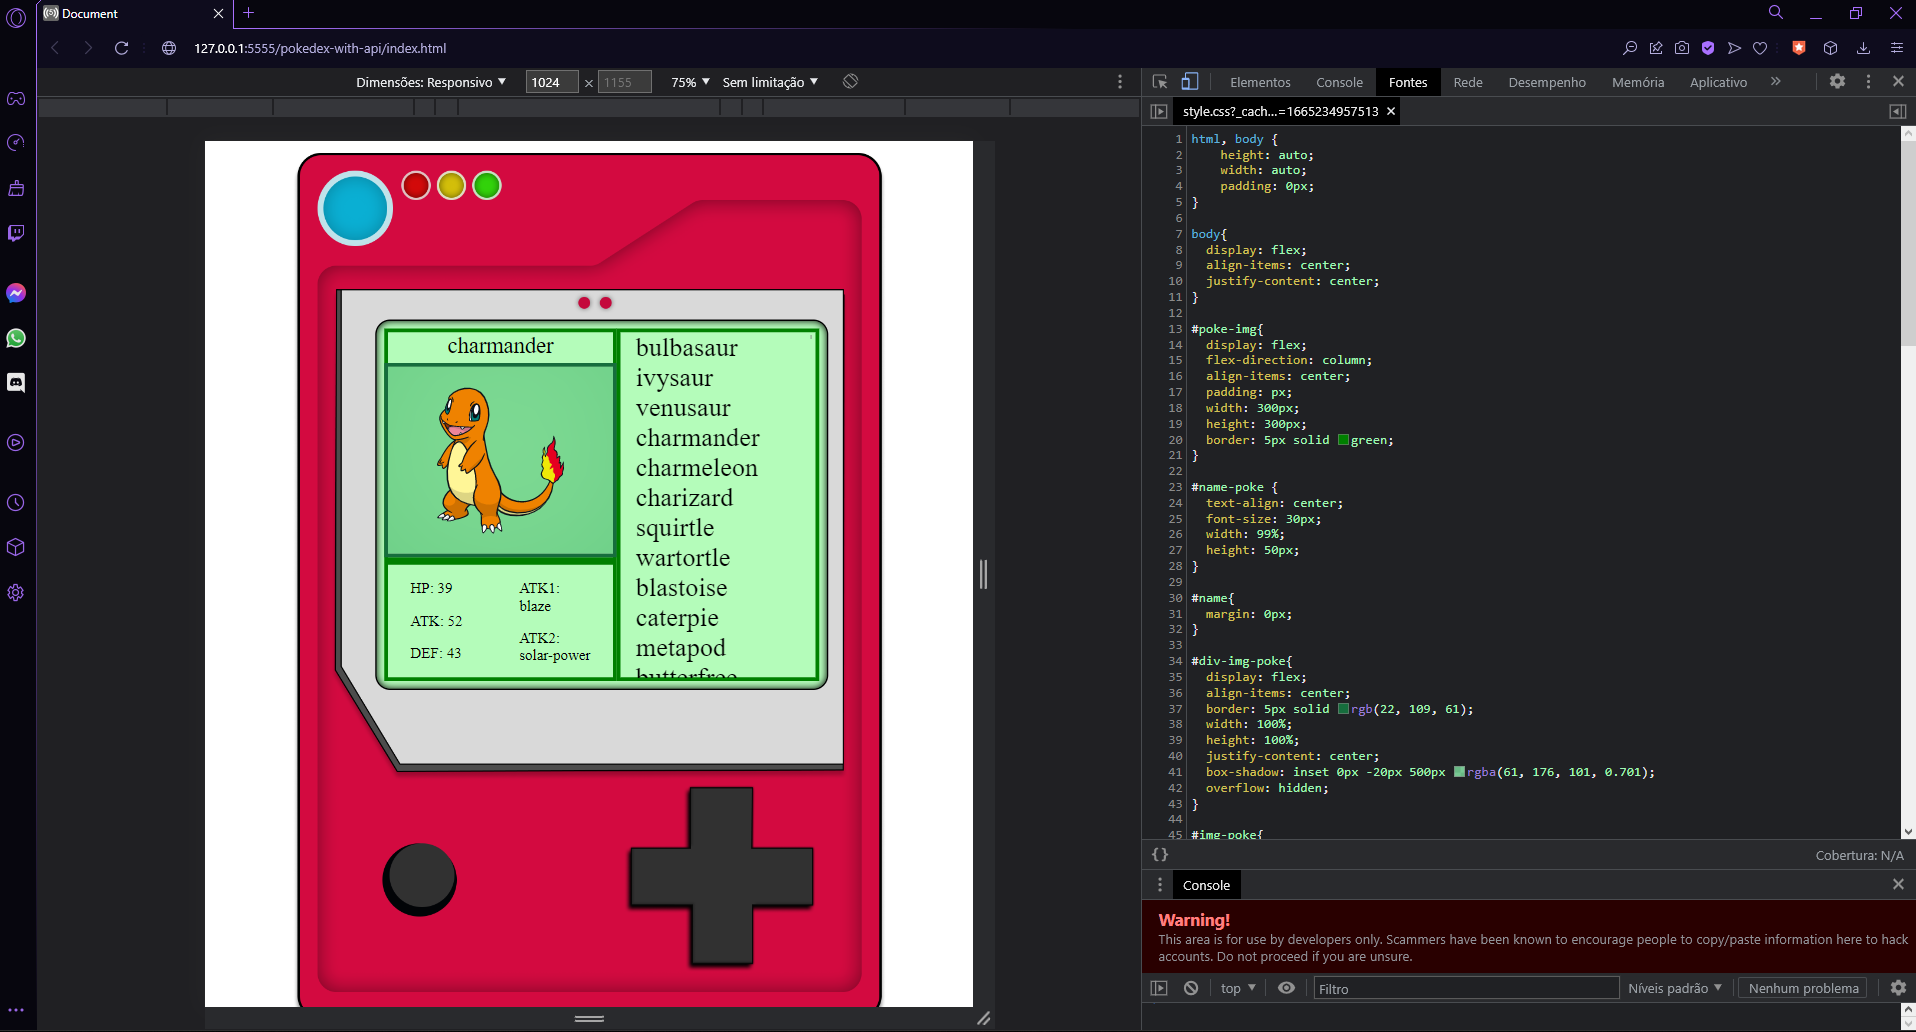 Document
127.0.0.1:5555/pokedex-with-api/index.html
Dimensões: Responsivo ▼ 1024 × 1155 75% ▼ Sem limitação ▼
Elementos Console Fontes Rede Desempenho Memória Aplicativo »
style.css?_cach...=1665234957513 ×
charmander
HP: 39
ATK: 52
DEF: 43
ATK1:
blaze
ATK2:
solar-power
bulbasaur
ivysaur
venusaur
charmander
charmeleon
charizard
squirtle
wartortle
blastoise
caterpie
metapod
butterfree
1 html, body {
2 height: auto;
3 width: auto;
4 padding: 0px;
5 }
6
7 body{
8 display: flex;
9 align-items: center;
10 justify-content: center;
11 }
12
13 #poke-img{
14 display: flex;
15 flex-direction: column;
16 align-items: center;
17 padding: px;
18 width: 300px;
19 height: 300px;
20 border: 5px solid green;
21 }
22
23 #name-poke {
24 text-align: center;
25 font-size: 30px;
26 width: 99%;
27 height: 50px;
28 }
29
30 #name{
31 margin: 0px;
32 }
33
34 #div-img-poke{
35 display: flex;
36 align-items: center;
37 border: 5px solid rgb(22, 109, 61);
38 width: 100%;
39 height: 100%;
40 justify-content: center;
41 box-shadow: inset 0px -20px 500px rgba(61, 176, 101, 0.701);
42 overflow: hidden;
43 }
44
45 #img-poke{
{} Cobertura: N/A
Console
Warning!
This area is for use by developers only. Scammers have been known to encourage people to copy/paste information here to hack
accounts. Do not proceed if you are unsure.
top ▼ Filtro Níveis padrão ▼ Nenhum problema